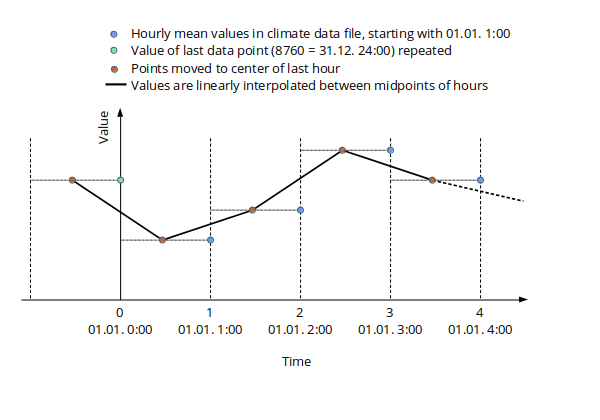 Hourly mean values in climate data file, starting with 01.01. 1:00
Value of last data point (8760 = 31.12. 24:00) repeated
Points moved to center of last hour
Values are linearly interpolated between midpoints of hours
Value
0 1 2 3 4
01.01. 0:00 01.01. 1:00 01.01. 2:00 01.01. 3:00 01.01. 4:00
Time